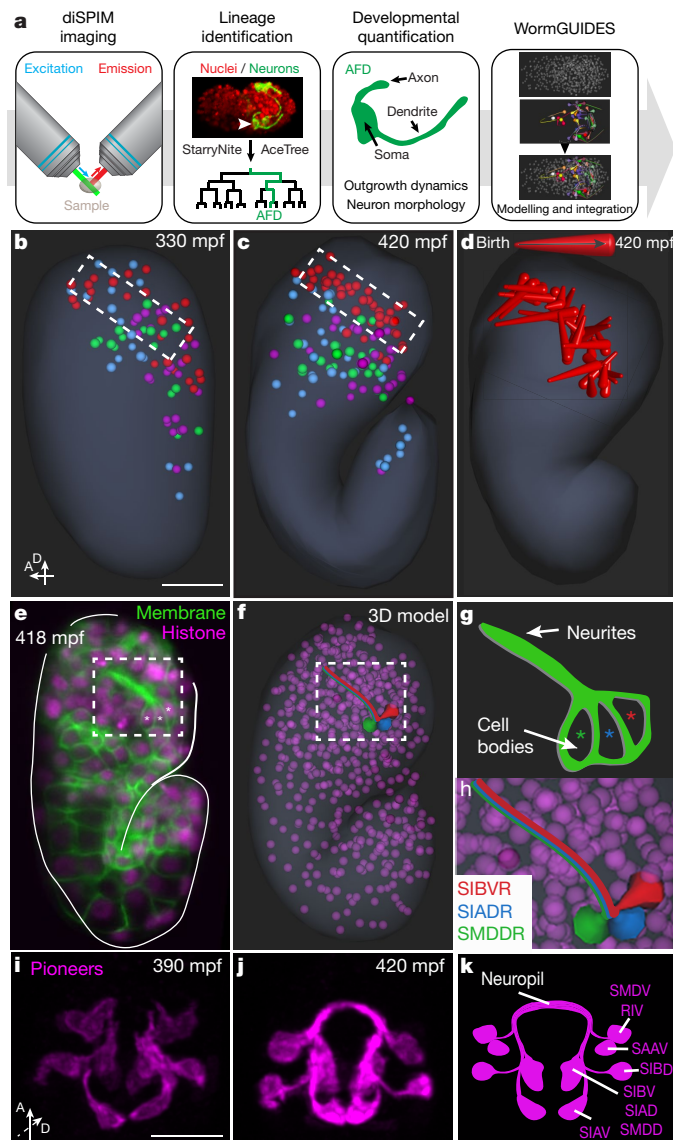 a
diSPIM
imaging
Lineage
identification
Developmental
quantification
WormGUIDES
Excitation Emission
Sample
Nuclei / Neurons
StarryNite AceTree
AFD
AFD
Axon
Dendrite
Soma
Outgrowth dynamics
Neuron morphology
Modelling and integration
b 330 mpf
A D
c 420 mpf
d Birth 420 mpf
e Membrane
Histone
418 mpf
* * *
f 3D model
g Neurites
Cell
bodies
* * *
h
SIBVR
SIADR
SMDDR
i Pioneers 390 mpf
A
D
j 420 mpf
k
Neuropil
SMDV
RIV
SAAV
SIBD
SIBV
SIAD
SMDD
SIAV